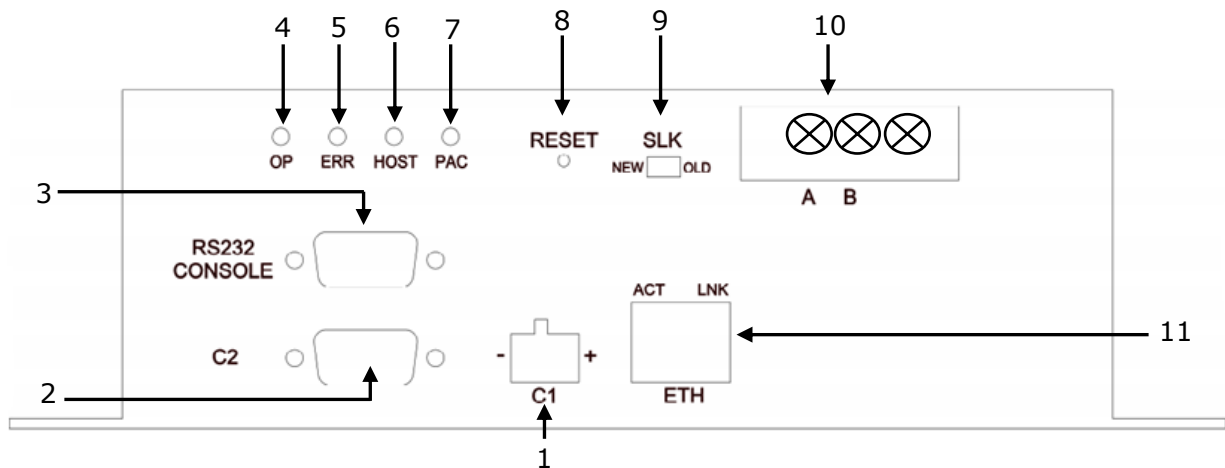 4 5 6 7 8 9 10
RESET SLK
OP ERR HOST PAC
NEW OLD
A B
3
RS232
CONSOLE
ACT LNK
11
C2
- +
2
C1 ETH
1